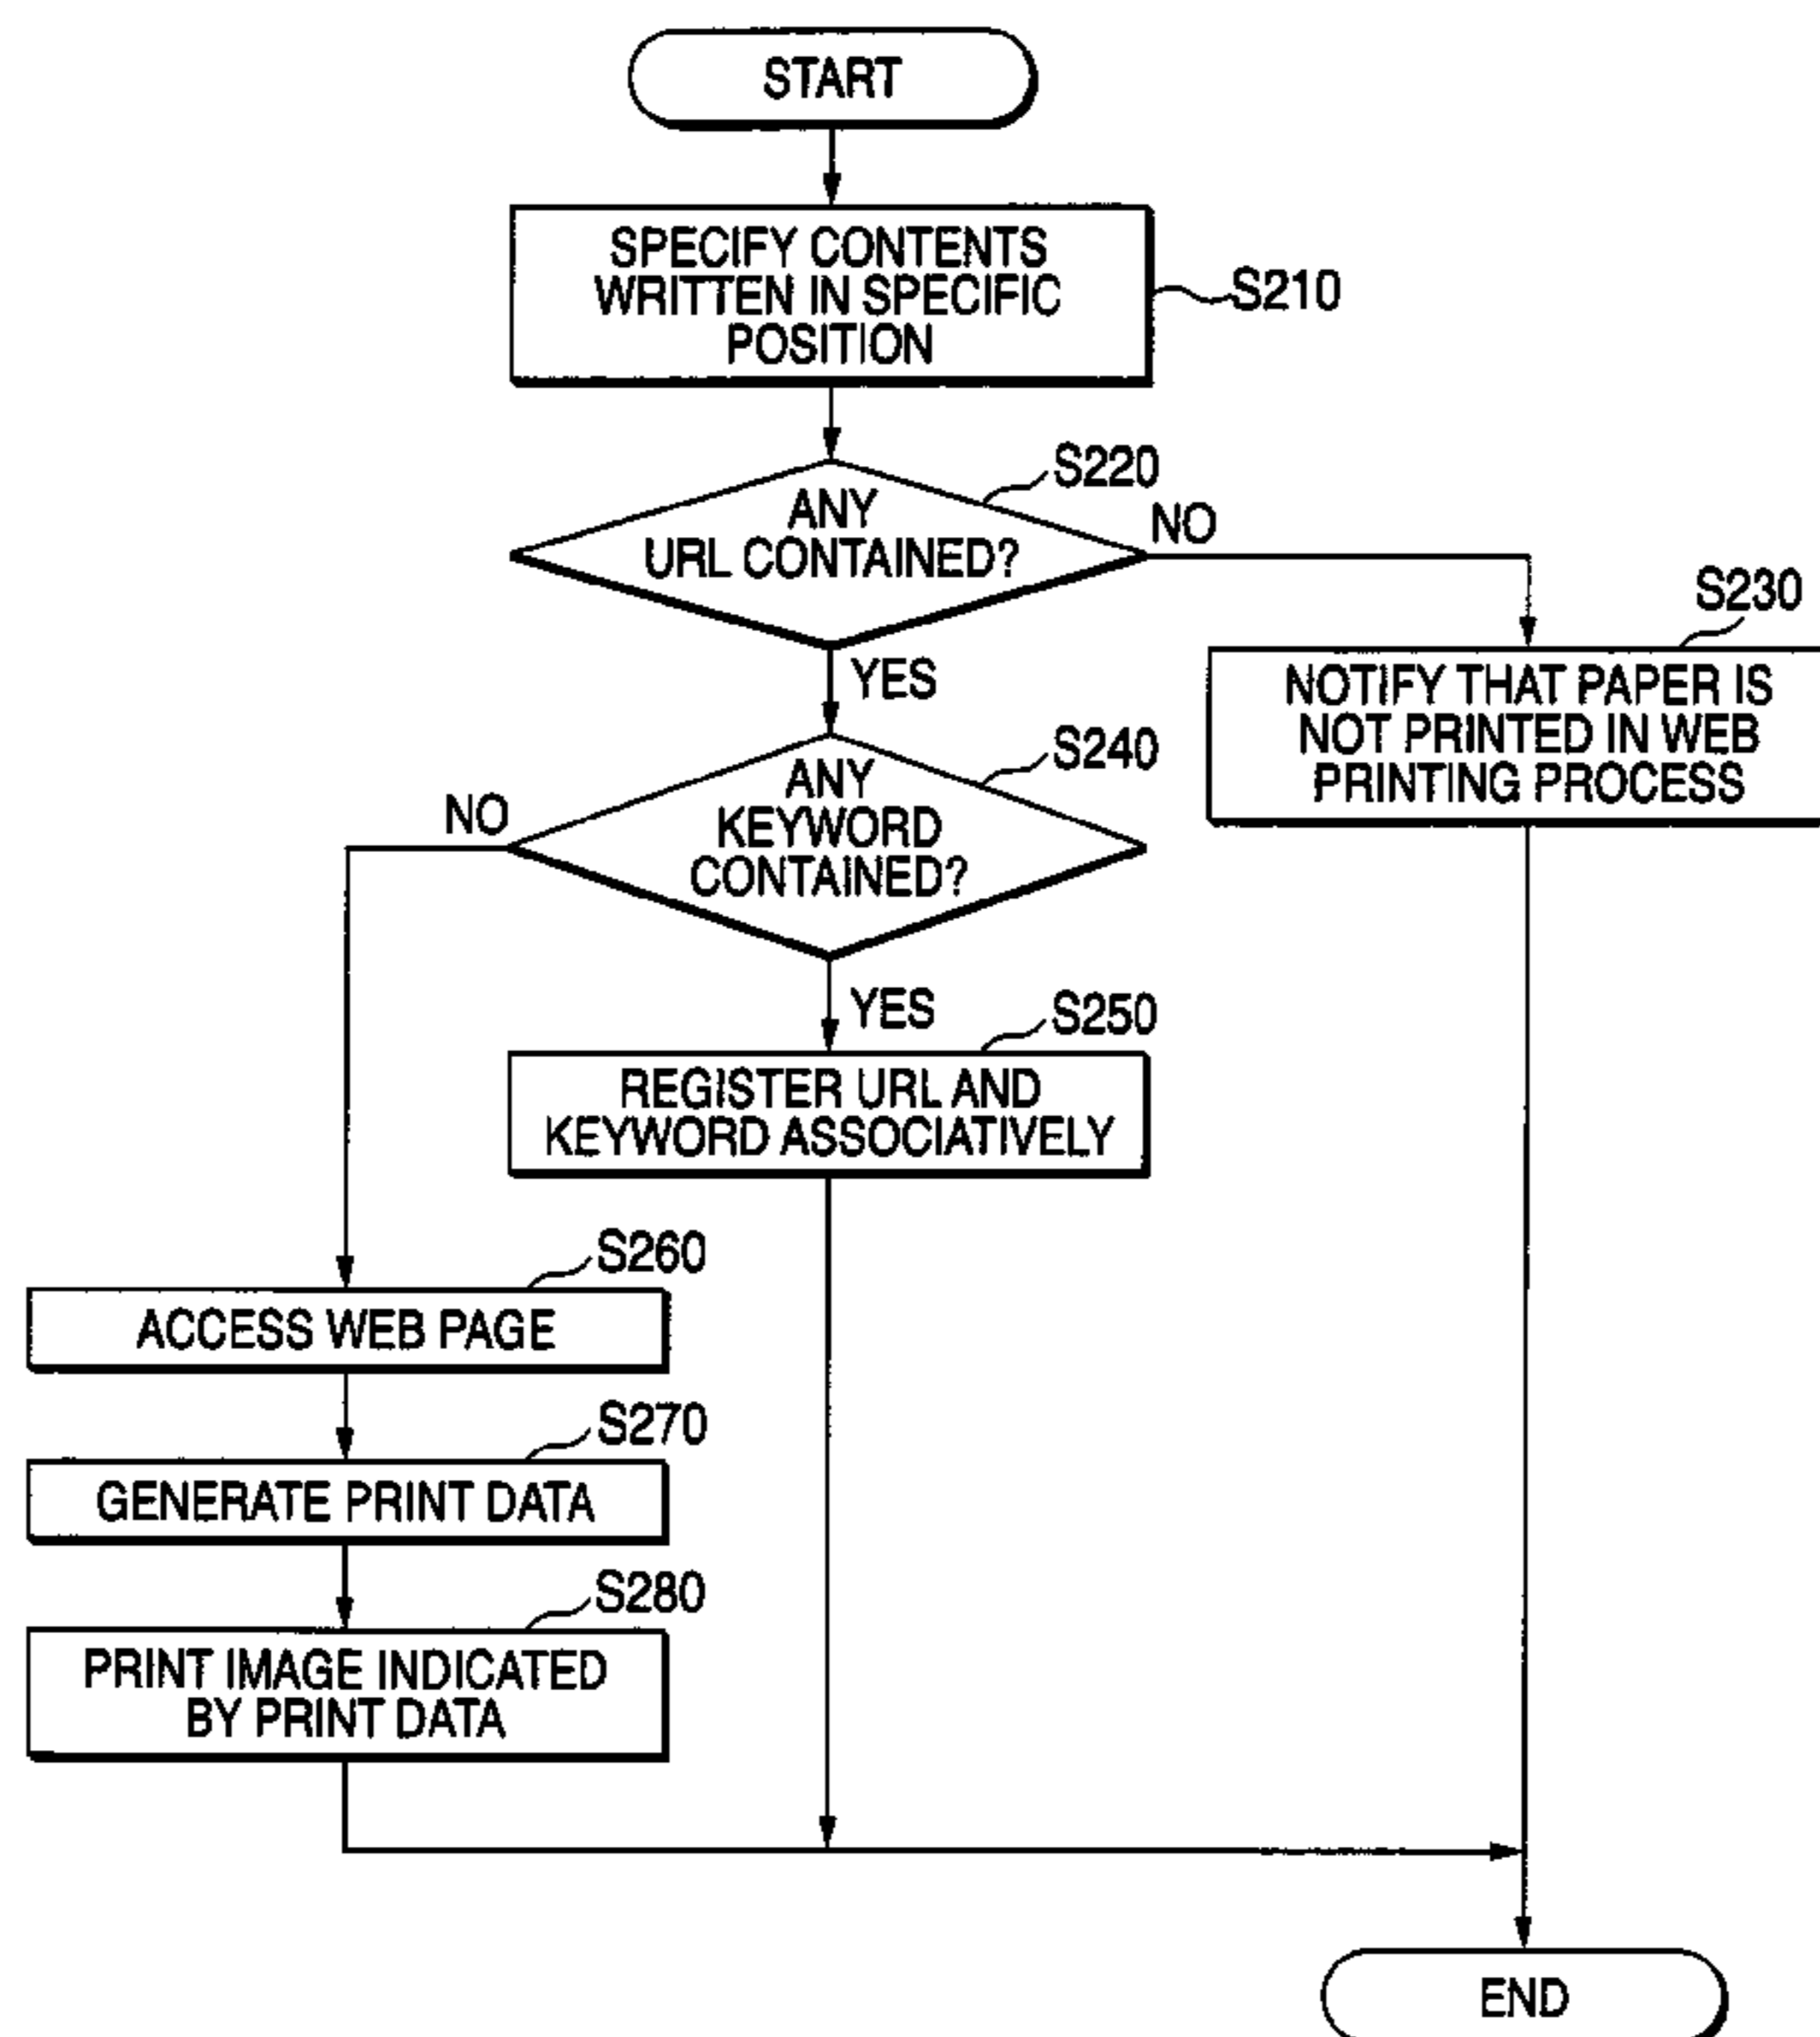 START
SPECIFY CONTENTS
WRITTEN IN SPECIFIC
POSITION
S210
S220
ANY
URL CONTAINED?
NO
YES
S230
NOTIFY THAT PAPER IS
NOT PRINTED IN WEB
PRINTING PROCESS
S240
ANY
KEYWORD
CONTAINED?
NO
YES
S250
REGISTER URL AND
KEYWORD ASSOCIATIVELY
S260
ACCESS WEB PAGE
S270
GENERATE PRINT DATA
S280
PRINT IMAGE INDICATED
BY PRINT DATA
END